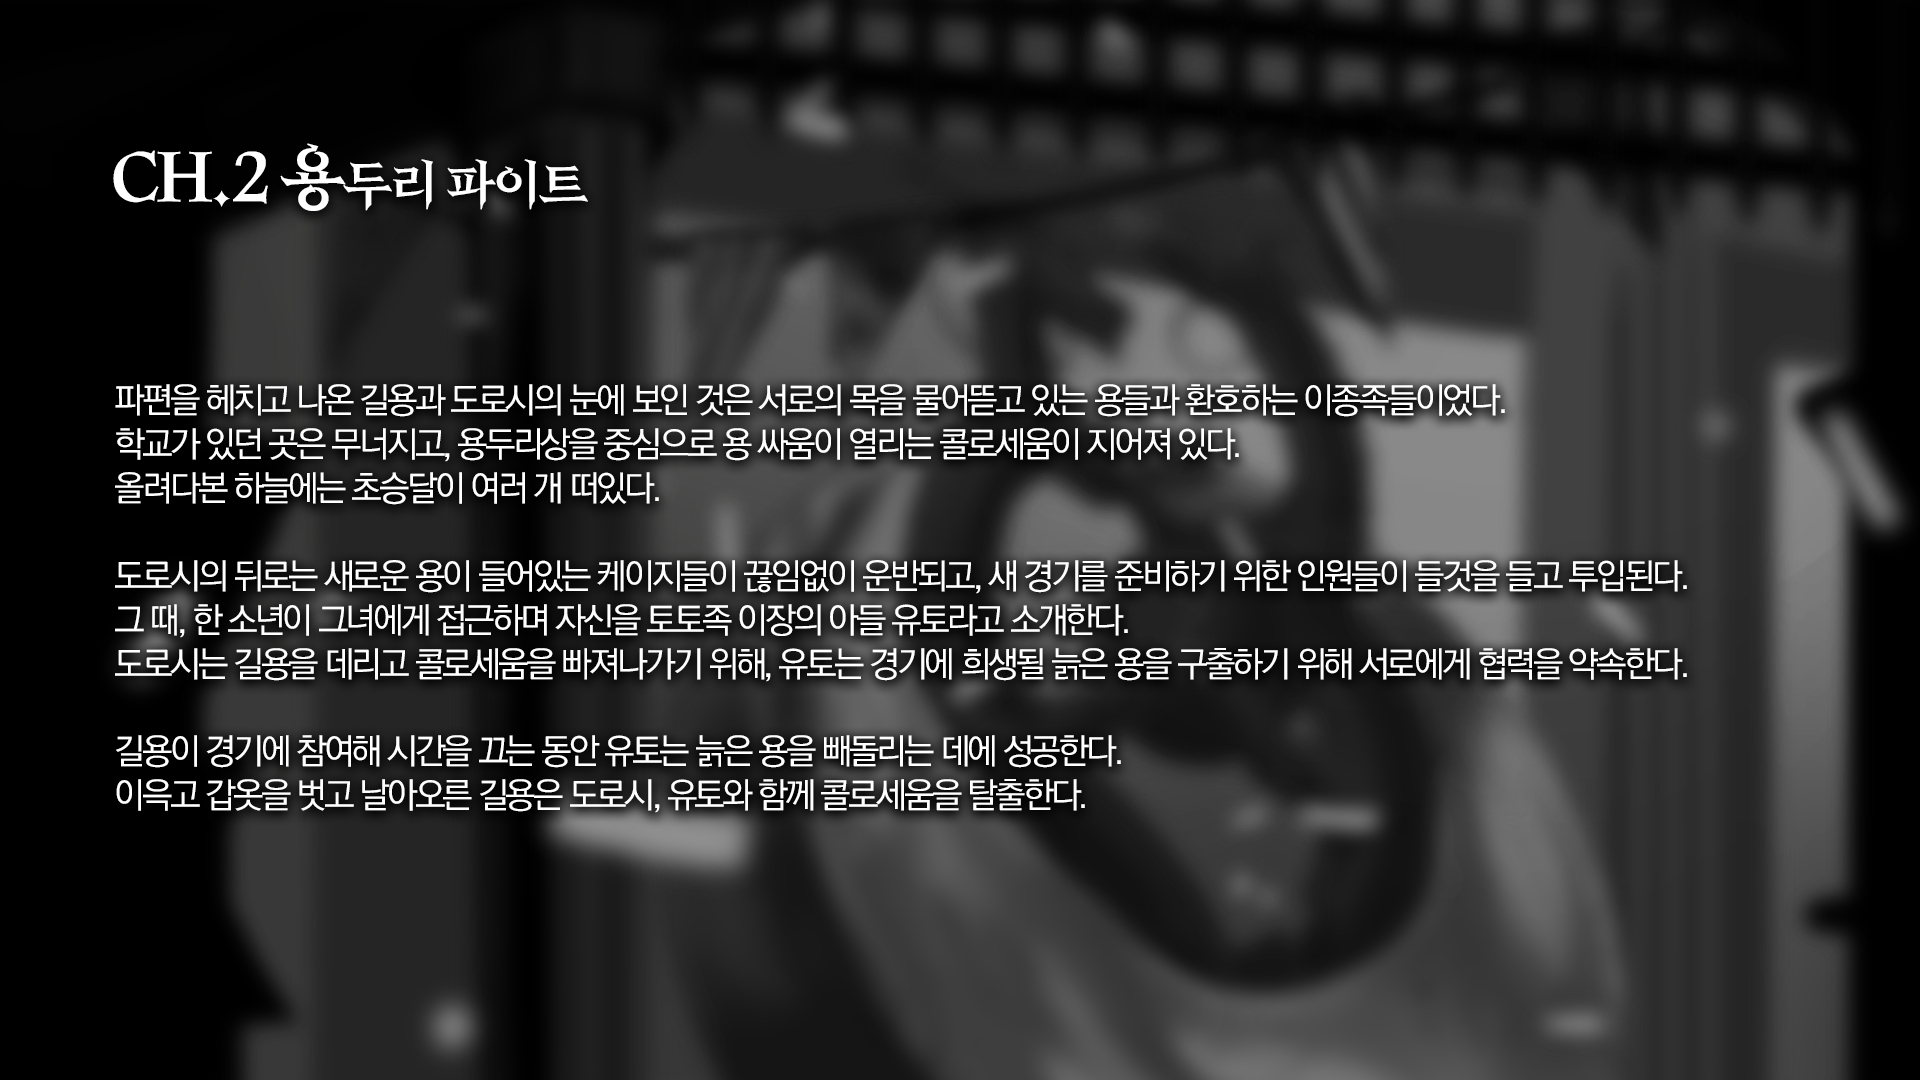 CH.2 용두리 파이트
파편을 헤치고 나온 길용과 도로시의 눈에 보인 것은 서로의 목을 물어뜯고 있는 용들과 환호하는 이종족들이었다.
학교가 있던 곳은 무너지고, 용두리상을 중심으로 용 싸움이 열리는 콜로세움이 지어져 있다.
올려다본 하늘에는 초승달이 여러 개 떠있다.
도로시의 뒤로는 새로운 용이 들어있는 케이지들이 끊임없이 운반되고, 새 경기를 준비하기 위한 인원들이 들것을 들고 투입된다.
그 때, 한 소년이 그녀에게 접근하며 자신을 토토족 이장의 아들 유토라고 소개한다.
도로시는 길용을 데리고 콜로세움을 빠져나가기 위해, 유토는 경기에 희생될 늙은 용을 구출하기 위해 서로에게 협력을 약속한다.
길용이 경기에 참여해 시간을 끄는 동안 유토는 늙은 용을 빼돌리는 데에 성공한다.
이윽고 갑옷을 벗고 날아오른 길용은 도로시, 유토와 함께 콜로세움을 탈출한다.